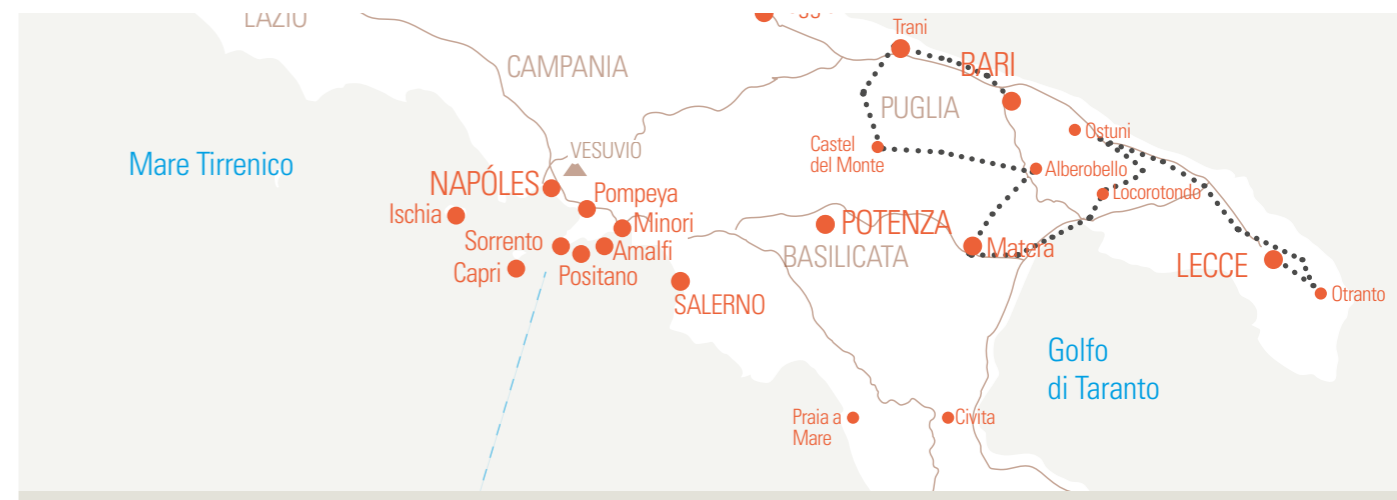 LAZIO
Trani
CAMPANIA
BARI
PUGLIA
Ostuni
Mare Tirrenico
VESUVIO
Castel
del Monte
Alberobello
NAPÓLES
Pompeya
Locorotondo
Ischia
Minori
POTENZA
Sorrento
Amalfi
Matera
Capri
Positano
BASILICATA
LECCE
SALERNO
Otranto
Golfo
di Taranto
Praia a
Mare
Civita